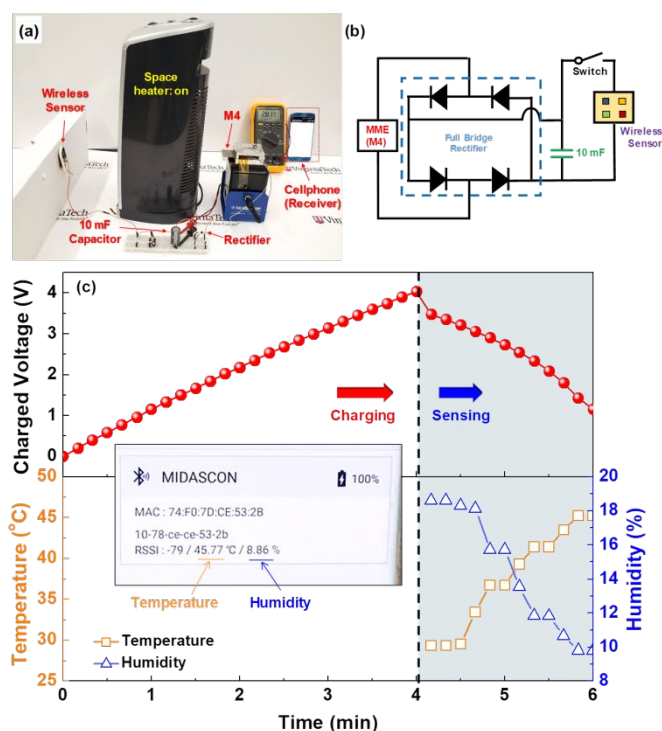 (a)
Space
heater: on
Wireless
Sensor
M4
Cellphone
(Receiver)
10 mF
Capacitor
Rectifier
VirginiaTech
(b)
Switch
MME
(M4)
Full Bridge
Rectifier
10 mF
Wireless
Sensor
(c)
Charged Voltage (V)
4
3
2
1
0
Charging
Sensing
Temperature (°C)
50
45
40
35
30
25
MIDASCON
100%
MAC : 74:F0:7D:CE:53:2B
10-78-ce-ce-53-2b
RSSI : -79 / 45.77 ℃ / 8.86 %
Temperature
Humidity
Temperature
Humidity
20
18
16
14
12
10
8
Humidity (%)
0 1 2 3 4 5 6
Time (min)